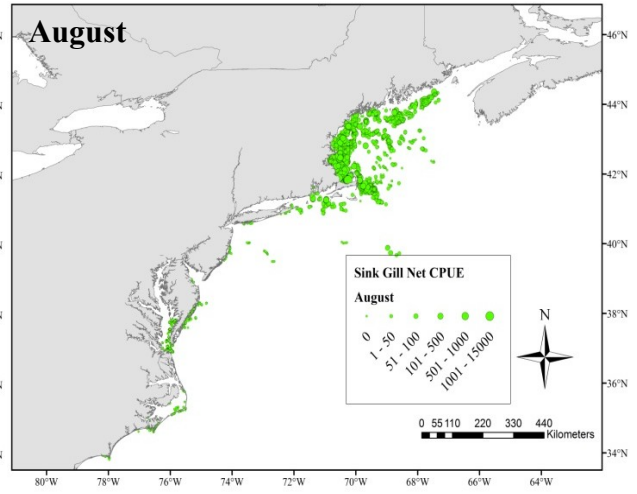 August
46°N
44°N
42°N
40°N
38°N
36°N
34°N
Sink Gill Net CPUE
August
0
1 - 50
51 - 100
101 - 500
501 - 1000
1001 - 15000
N
0 55 110 220 330 440
Kilometers
80°W 78°W 76°W 74°W 72°W 70°W 68°W 66°W 64°W